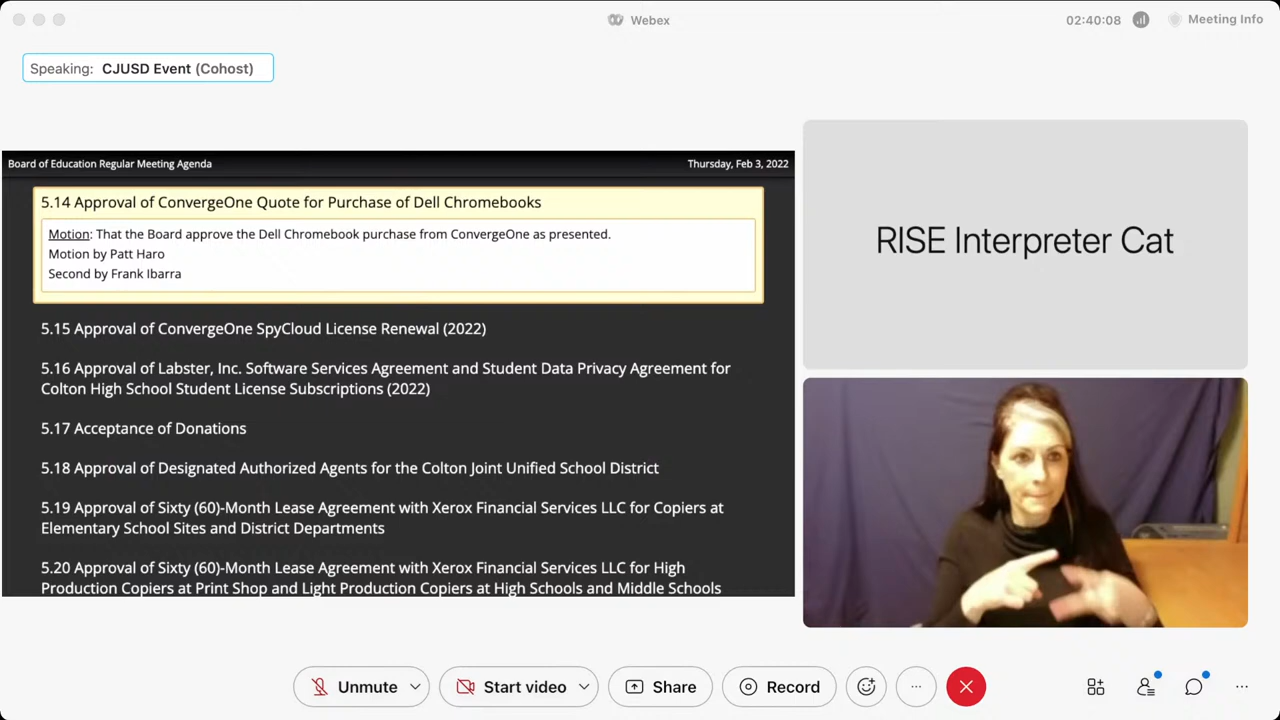 Webex
02:40:08
Meeting Info
Speaking: CJUSD Event (Cohost)
Board of Education Regular Meeting Agenda
Thursday, Feb 3, 2022
5.14 Approval of ConvergeOne Quote for Purchase of Dell Chromebooks
Motion: That the Board approve the Dell Chromebook purchase from ConvergeOne as presented.
Motion by Patt Haro
Second by Frank Ibarra
5.15 Approval of ConvergeOne SpyCloud License Renewal (2022)
5.16 Approval of Labster, Inc. Software Services Agreement and Student Data Privacy Agreement for
Colton High School Student License Subscriptions (2022)
5.17 Acceptance of Donations
5.18 Approval of Designated Authorized Agents for the Colton Joint Unified School District
5.19 Approval of Sixty (60)-Month Lease Agreement with Xerox Financial Services LLC for Copiers at
Elementary School Sites and District Departments
5.20 Approval of Sixty (60)-Month Lease Agreement with Xerox Financial Services LLC for High
Production Copiers at Print Shop and Light Production Copiers at High Schools and Middle Schools
RISE Interpreter Cat
Unmute
Start video
Share
Record